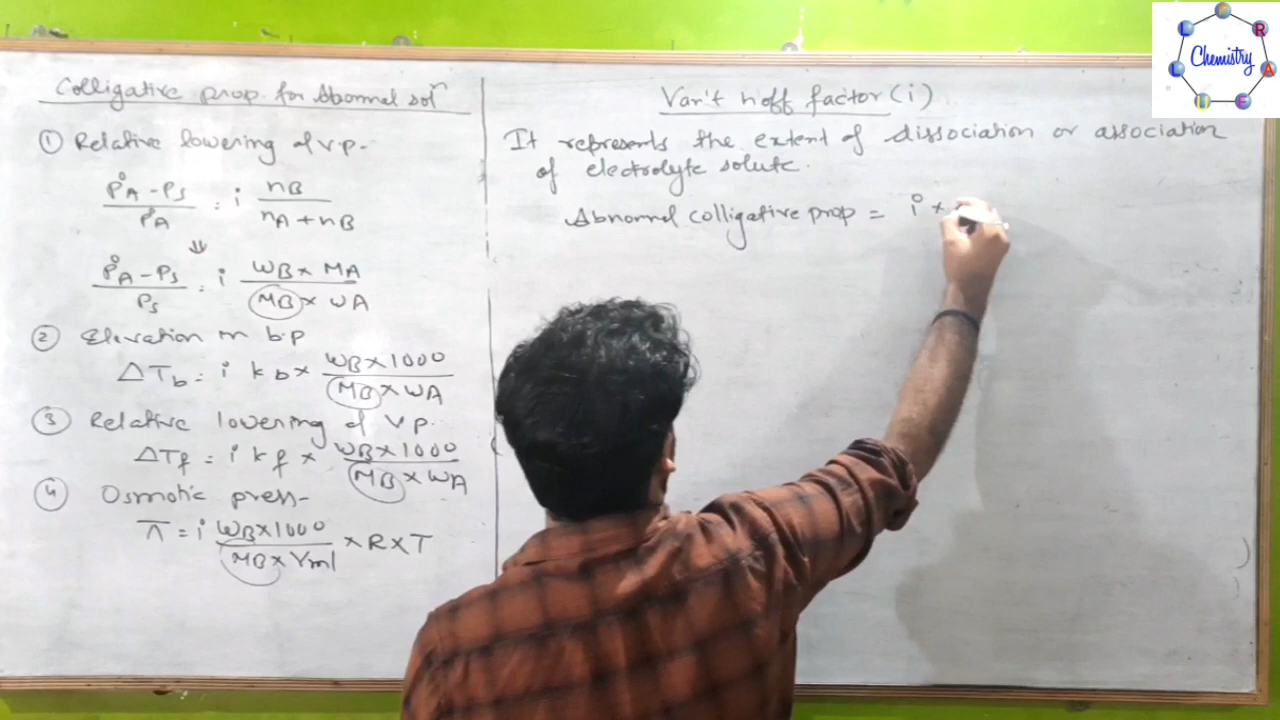 Colligative prop. for Abormel solⁿ
① Relative lowering of v.p.-
P°A - Ps / P°A = i nB / nA + nB
⇓
P°A - Ps / Ps = i WB × MA / MB × WA
② Elevation in b.p
ΔTb = i kb × WB × 1000 / MB × WA
③ Relative lowering of v.p.
ΔTf = i kf × WB × 1000 / MB × WA
④ Osmotic press-
π = i WB × 1000 / MB × Vml × R × T
Van't hoff factor (i)
It represents the extent of dissociation or association
of electrolyte solute.
Abnormel colligative prop = i ×
Chemistry